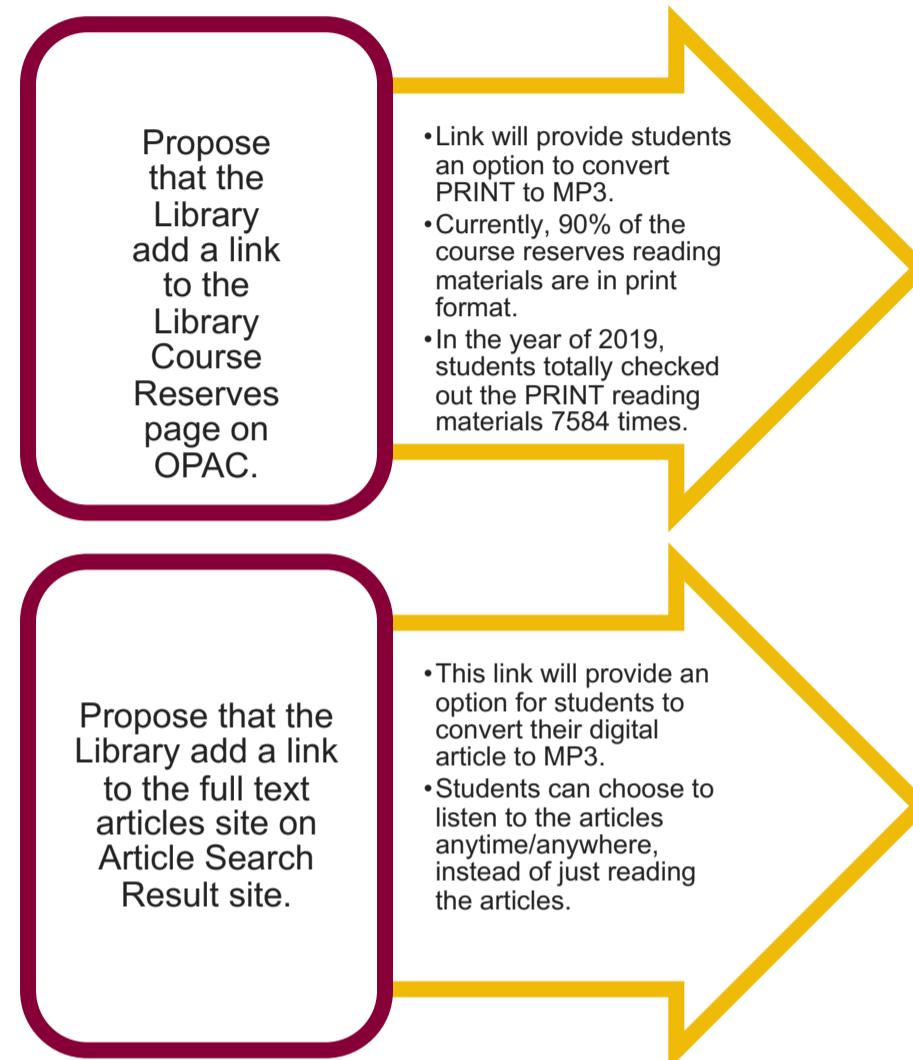 Propose
that the
Library
add a link
to the
Library
Course
Reserves
page on
OPAC.
•Link will provide students
an option to convert
PRINT to MP3.
•Currently, 90% of the
course reserves reading
materials are in print
format.
•In the year of 2019,
students totally checked
out the PRINT reading
materials 7584 times.
Propose that the
Library add a link
to the full text
articles site on
Article Search
Result site.
•This link will provide an
option for students to
convert their digital
article to MP3.
•Students can choose to
listen to the articles
anytime/anywhere,
instead of just reading
the articles.